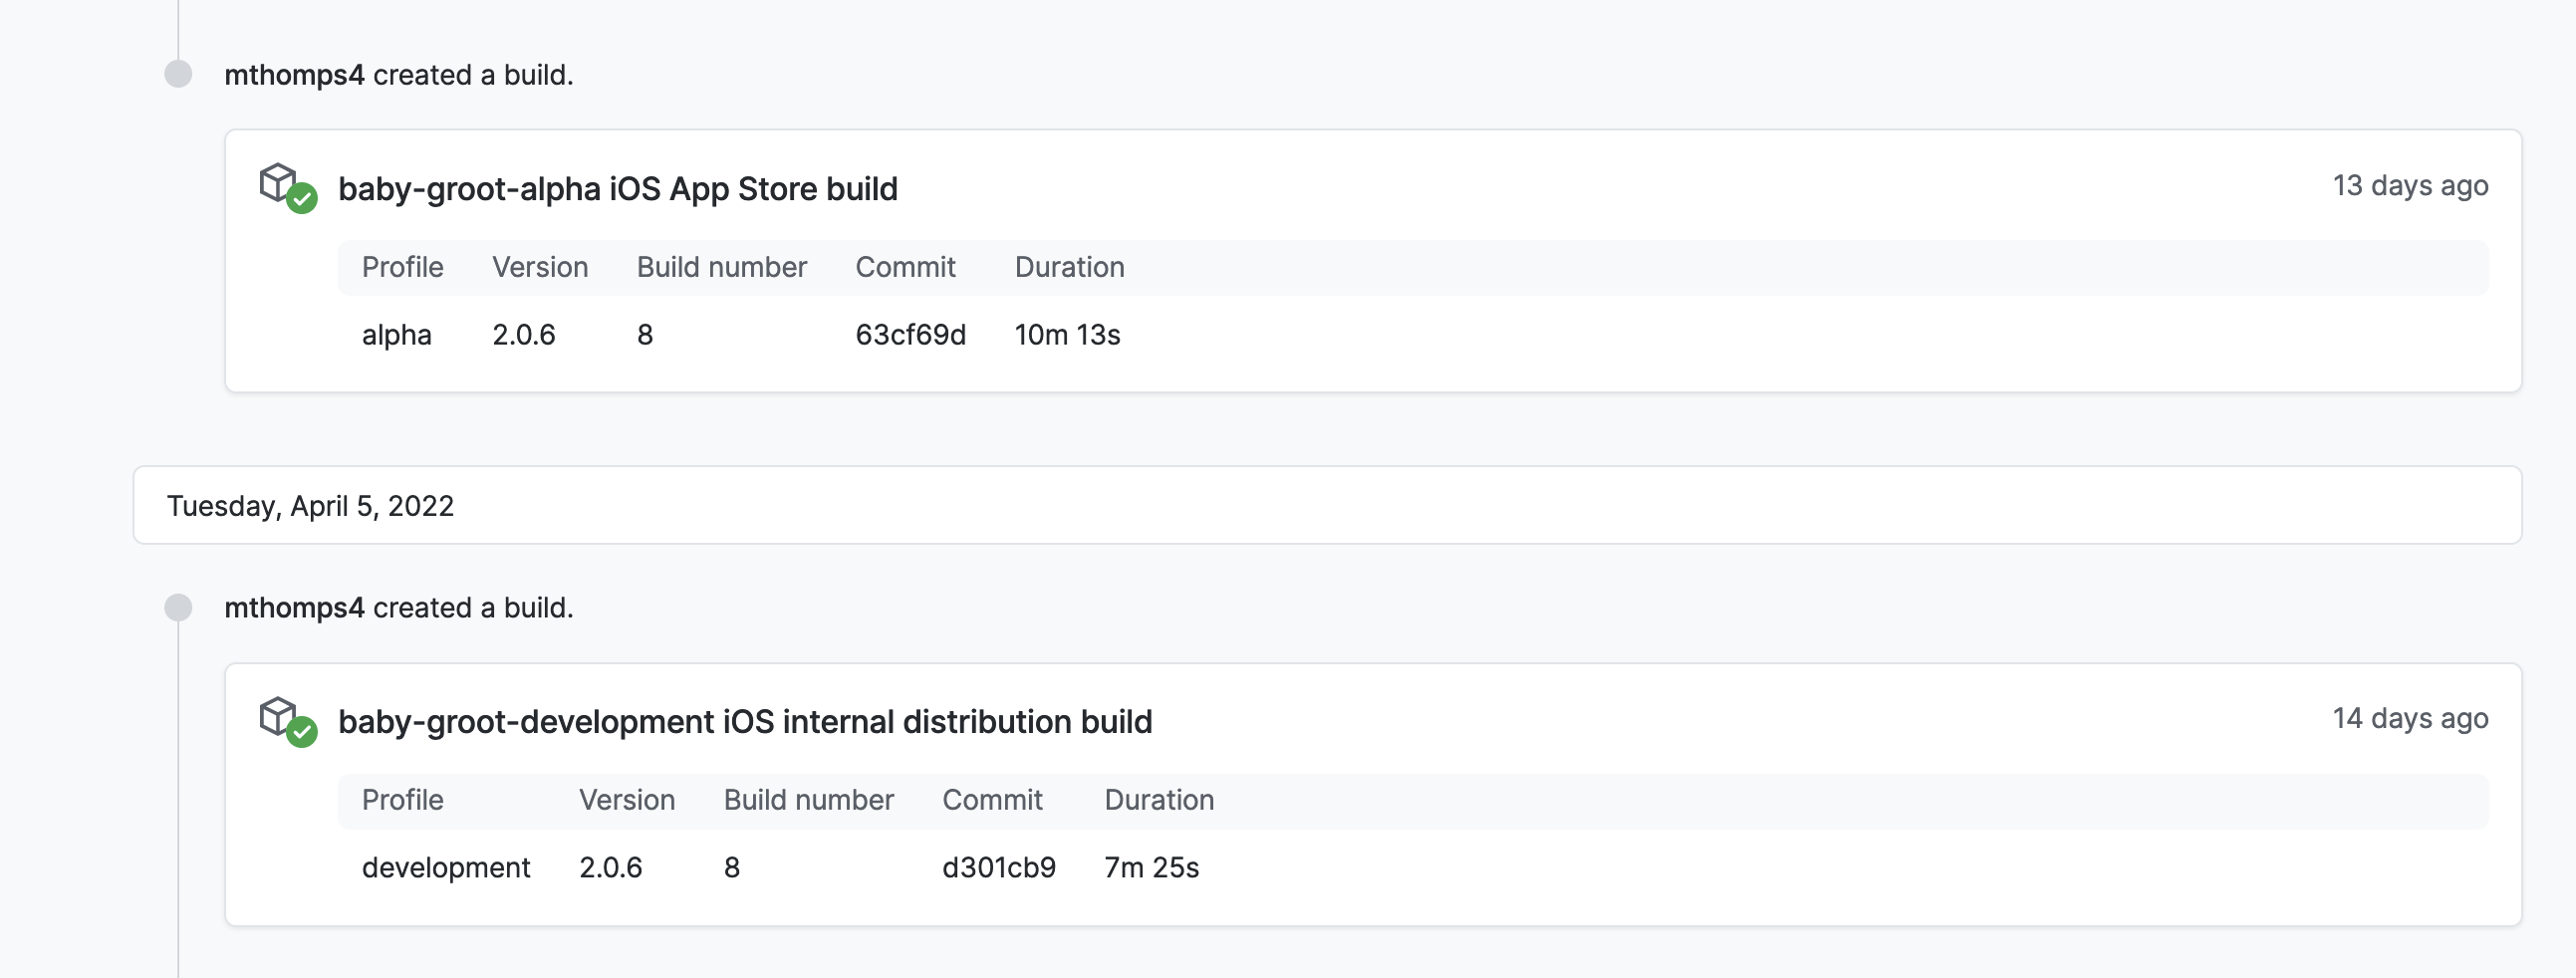 mthomps4 created a build.
baby-groot-alpha iOS App Store build
13 days ago
Profile Version Build number Commit Duration
alpha 2.0.6 8 63cf69d 10m 13s
Tuesday, April 5, 2022
mthomps4 created a build.
baby-groot-development iOS internal distribution build
14 days ago
Profile Version Build number Commit Duration
development 2.0.6 8 d301cb9 7m 25s